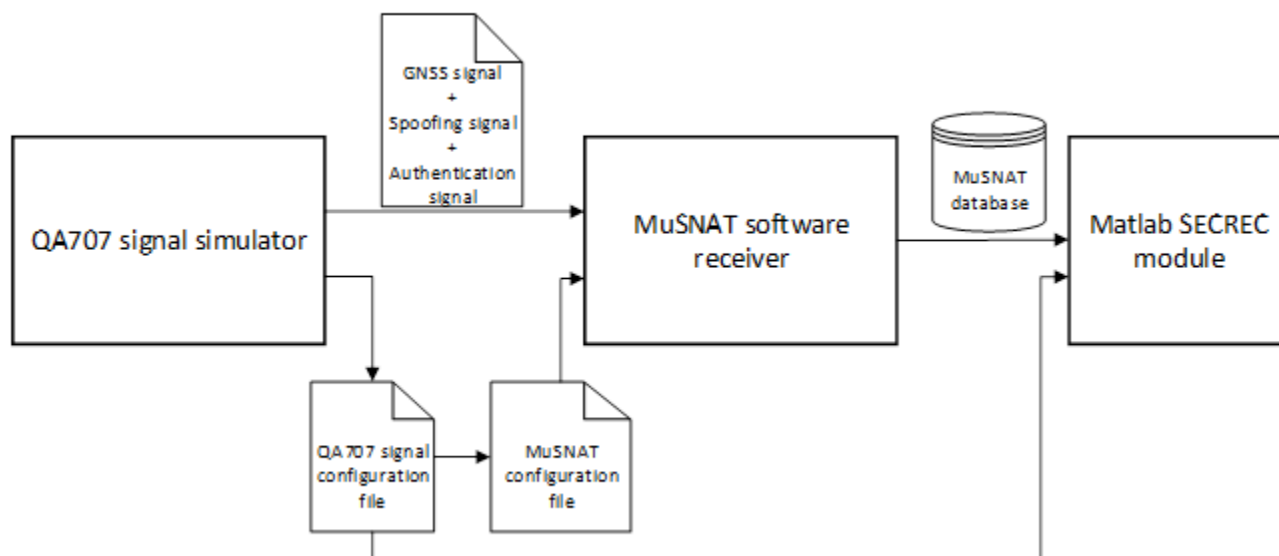 GNSS signal
+
Spoofing signal
+
Authentication
signal
QA707 signal simulator
MuSNAT software
receiver
MuSNAT
database
Matlab SECREC
module
QA707 signal
configuration
file
MuSNAT
configuration
file